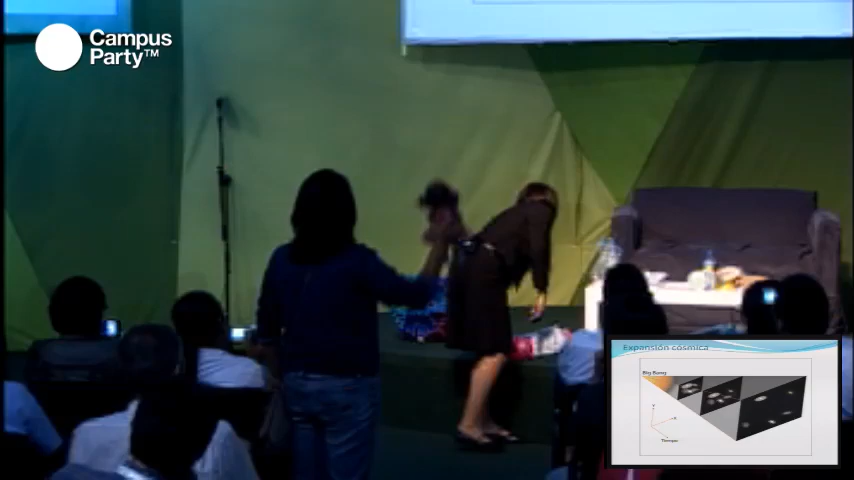 Campus
Party™
Expansión cósmica
Big Bang
Tiempo